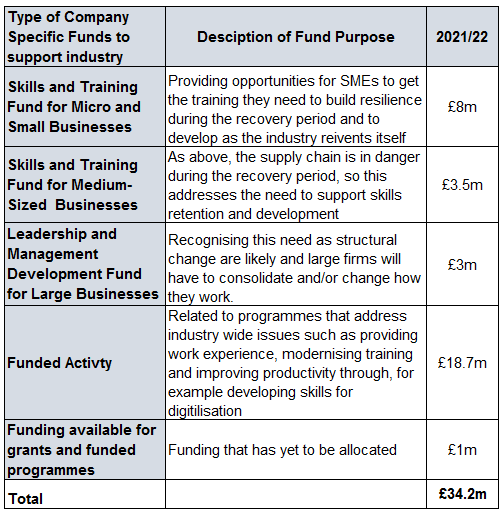 Type of Company
Specific Funds to
support industry
Desciption of Fund Purpose
2021/22
Skills and Training
Fund for Micro and
Small Businesses
Providing opportunities for SMEs to get
the training they need to build resilience
during the recovery period and to
develop as the industry reivents itself
£8m
Skills and Training
Fund for Medium-
Sized Businesses
As above, the supply chain is in danger
during the recovery period, so this
addresses the need to support skills
retention and development
£3.5m
Leadership and
Management
Development Fund
for Large Businesses
Recognising this need as structural
change are likely and large firms will
have to consolidate and/or change how
they work.
£3m
Funded Activty
Related to programmes that address
industry wide issues such as providing
work experience, modernising training
and improving productivity through, for
example developing skills for
digitilisation
£18.7m
Funding available for
grants and funded
programmes
Funding that has yet to be allocated
£1m
Total
£34.2m